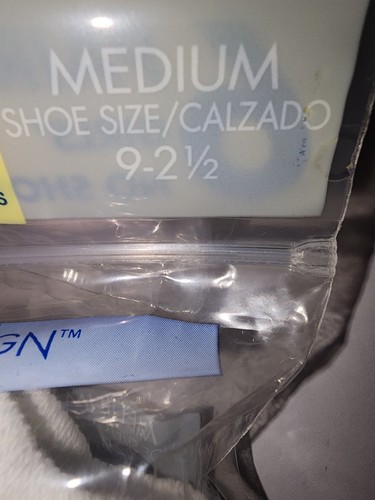 MEDIUM
SHOE SIZE/CALZADO
9-2½
S
GN™